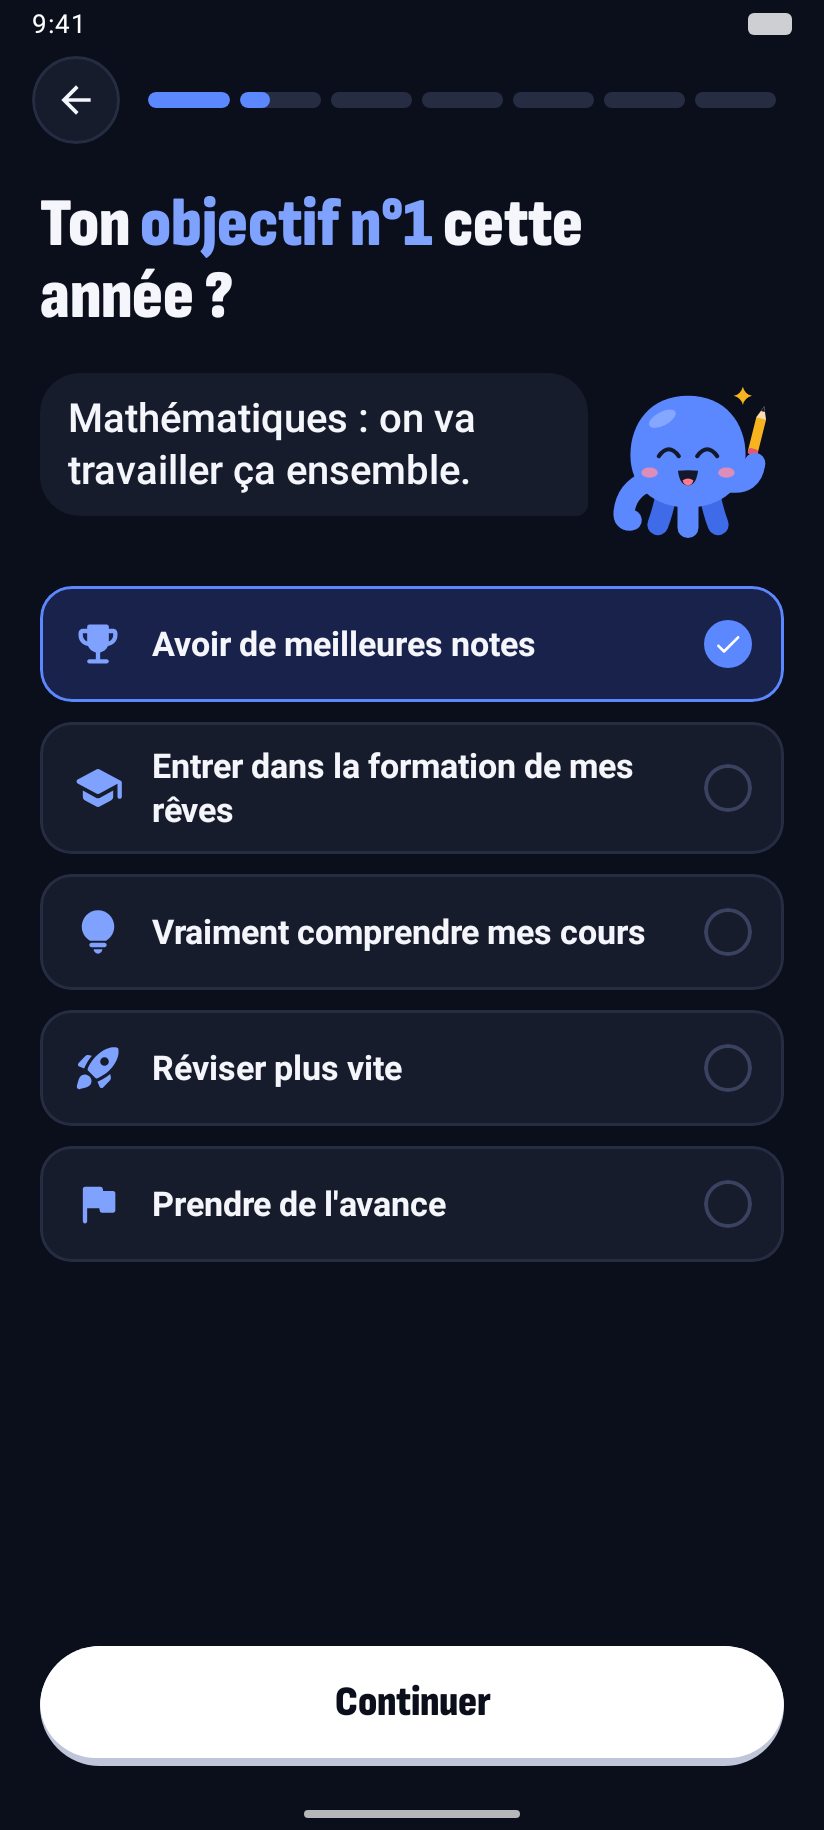 9:41
Ton objectif n°1 cette
année ?
Mathématiques : on va
travailler ça ensemble.
Avoir de meilleures notes
Entrer dans la formation de mes
rêves
Vraiment comprendre mes cours
Réviser plus vite
Prendre de l'avance
Continuer